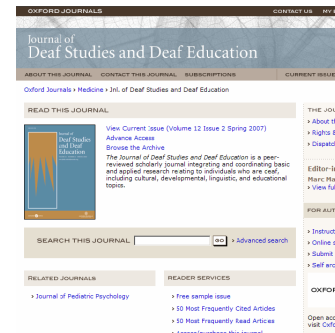 OXFORD JOURNALS
CONTACT US MY
Journal of
Deaf Studies and Deaf Education
ABOUT THIS JOURNAL CONTACT THIS JOURNAL SUBSCRIPTIONS CURRENT ISSUE
Oxford Journals > Medicine > Jnl. of Deaf Studies and Deaf Education
READ THIS JOURNAL
Journal of
Deaf Studies
and Deaf
Education
View Current Issue (Volume 12 Issue 2 Spring 2007)
Advance Access
Browse the Archive
The Journal of Deaf Studies and Deaf Education is a peer-
reviewed scholarly journal integrating and coordinating basic
and applied research relating to individuals who are deaf,
including cultural, developmental, linguistic, and educational
topics.
SEARCH THIS JOURNAL GO > Advanced search
RELATED JOURNALS
> Journal of Pediatric Psychology
READER SERVICES
> Free sample issue
> 50 Most Frequently Cited Articles
> 50 Most Frequently Read Articles
THE JOU
> About th
> Rights &
> Dispatch
Editor-i
Marc Ma
> View ful
FOR AUT
> Instruct
> Online s
> Submit
> Self arc
OXFOR
Open acc
visit Oxfo